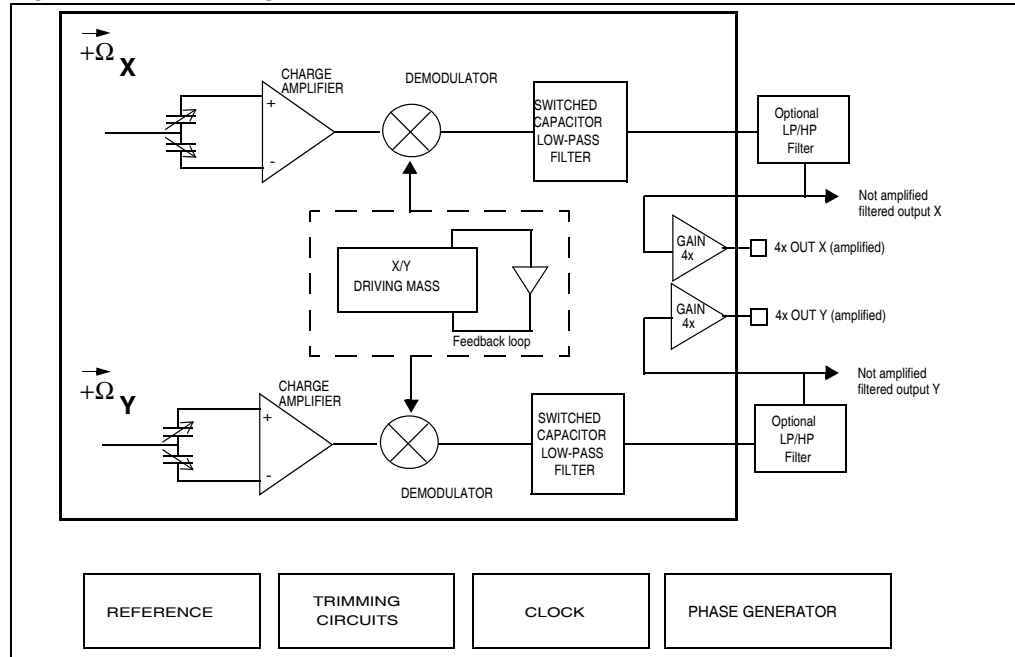 +Ω X
CHARGE
AMPLIFIER
DEMODULATOR
+
-
SWITCHED
CAPACITOR
LOW-PASS
FILTER
Optional
LP/HP
Filter
Not amplified
filtered output X
GAIN
4x
4x OUT X (amplified)
X/Y
DRIVING MASS
Feedback loop
GAIN
4x
4x OUT Y (amplified)
Not amplified
filtered output Y
+Ω Y
CHARGE
AMPLIFIER
+
-
DEMODULATOR
SWITCHED
CAPACITOR
LOW-PASS
FILTER
Optional
LP/HP
Filter
REFERENCE
TRIMMING
CIRCUITS
CLOCK
PHASE GENERATOR